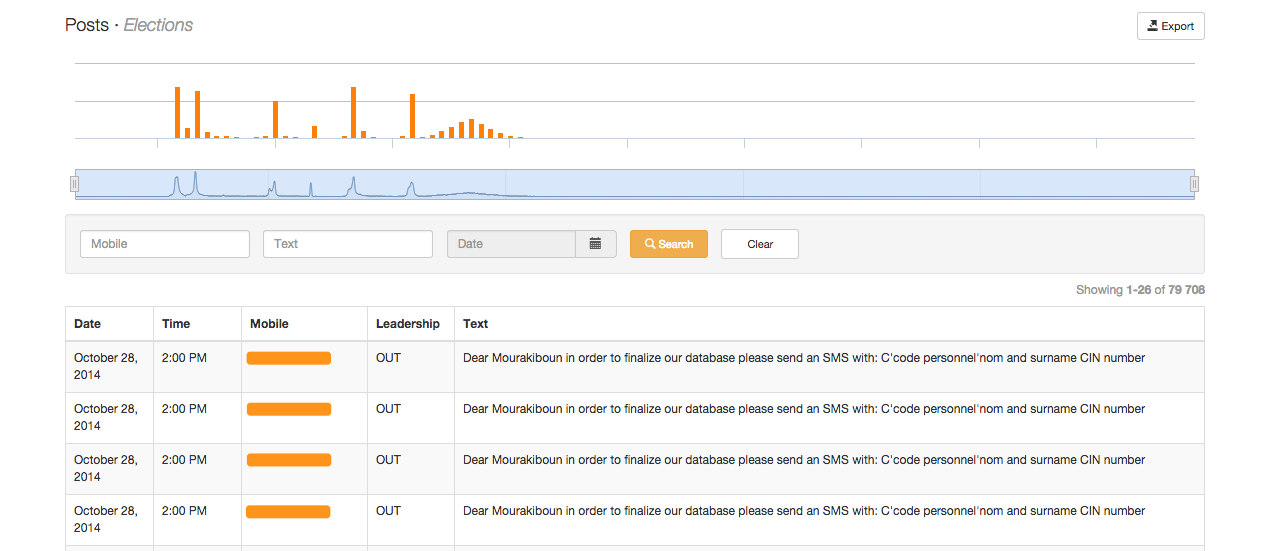 Posts · Elections
Export
Mobile
Text
Date
Search
Clear
Showing 1-26 of 79 708
Date Time Mobile Leadership Text
October 28, 2:00 PM OUT Dear Mourakiboun in order to finalize our database please send an SMS with: C'code personnel'nom and surname CIN number
2014
October 28, 2:00 PM OUT Dear Mourakiboun in order to finalize our database please send an SMS with: C'code personnel'nom and surname CIN number
2014
October 28, 2:00 PM OUT Dear Mourakiboun in order to finalize our database please send an SMS with: C'code personnel'nom and surname CIN number
2014
October 28, 2:00 PM OUT Dear Mourakiboun in order to finalize our database please send an SMS with: C'code personnel'nom and surname CIN number
2014